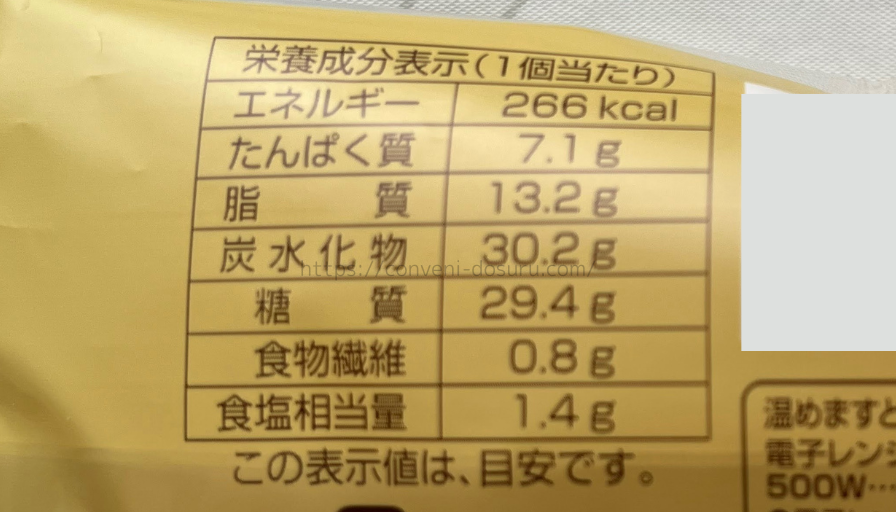 栄養成分表示(1個当たり)
エネルギー 266 kcal
たんぱく質 7.1 g
脂質 13.2 g
炭水化物 30.2 g
https://conveni-dosuru.com/
糖質 29.4 g
食物繊維 0.8 g
食塩相当量 1.4 g
この表示値は、目安です。
温めますと
電子レンジ
500W…